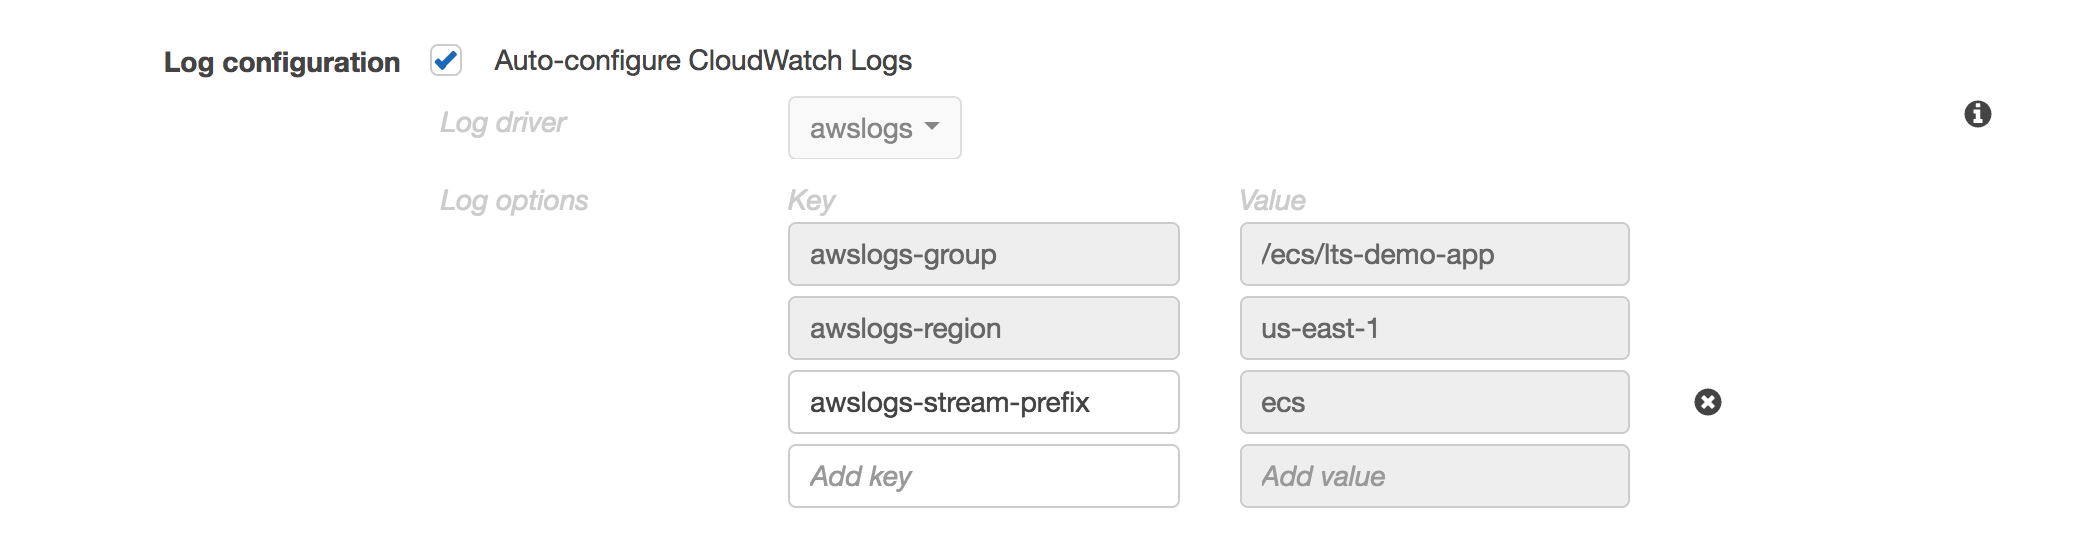 Log configuration Auto-configure CloudWatch Logs
Log driver awslogs
Log options Key Value
awslogs-group /ecs/lts-demo-app
awslogs-region us-east-1
awslogs-stream-prefix ecs
Add key Add value